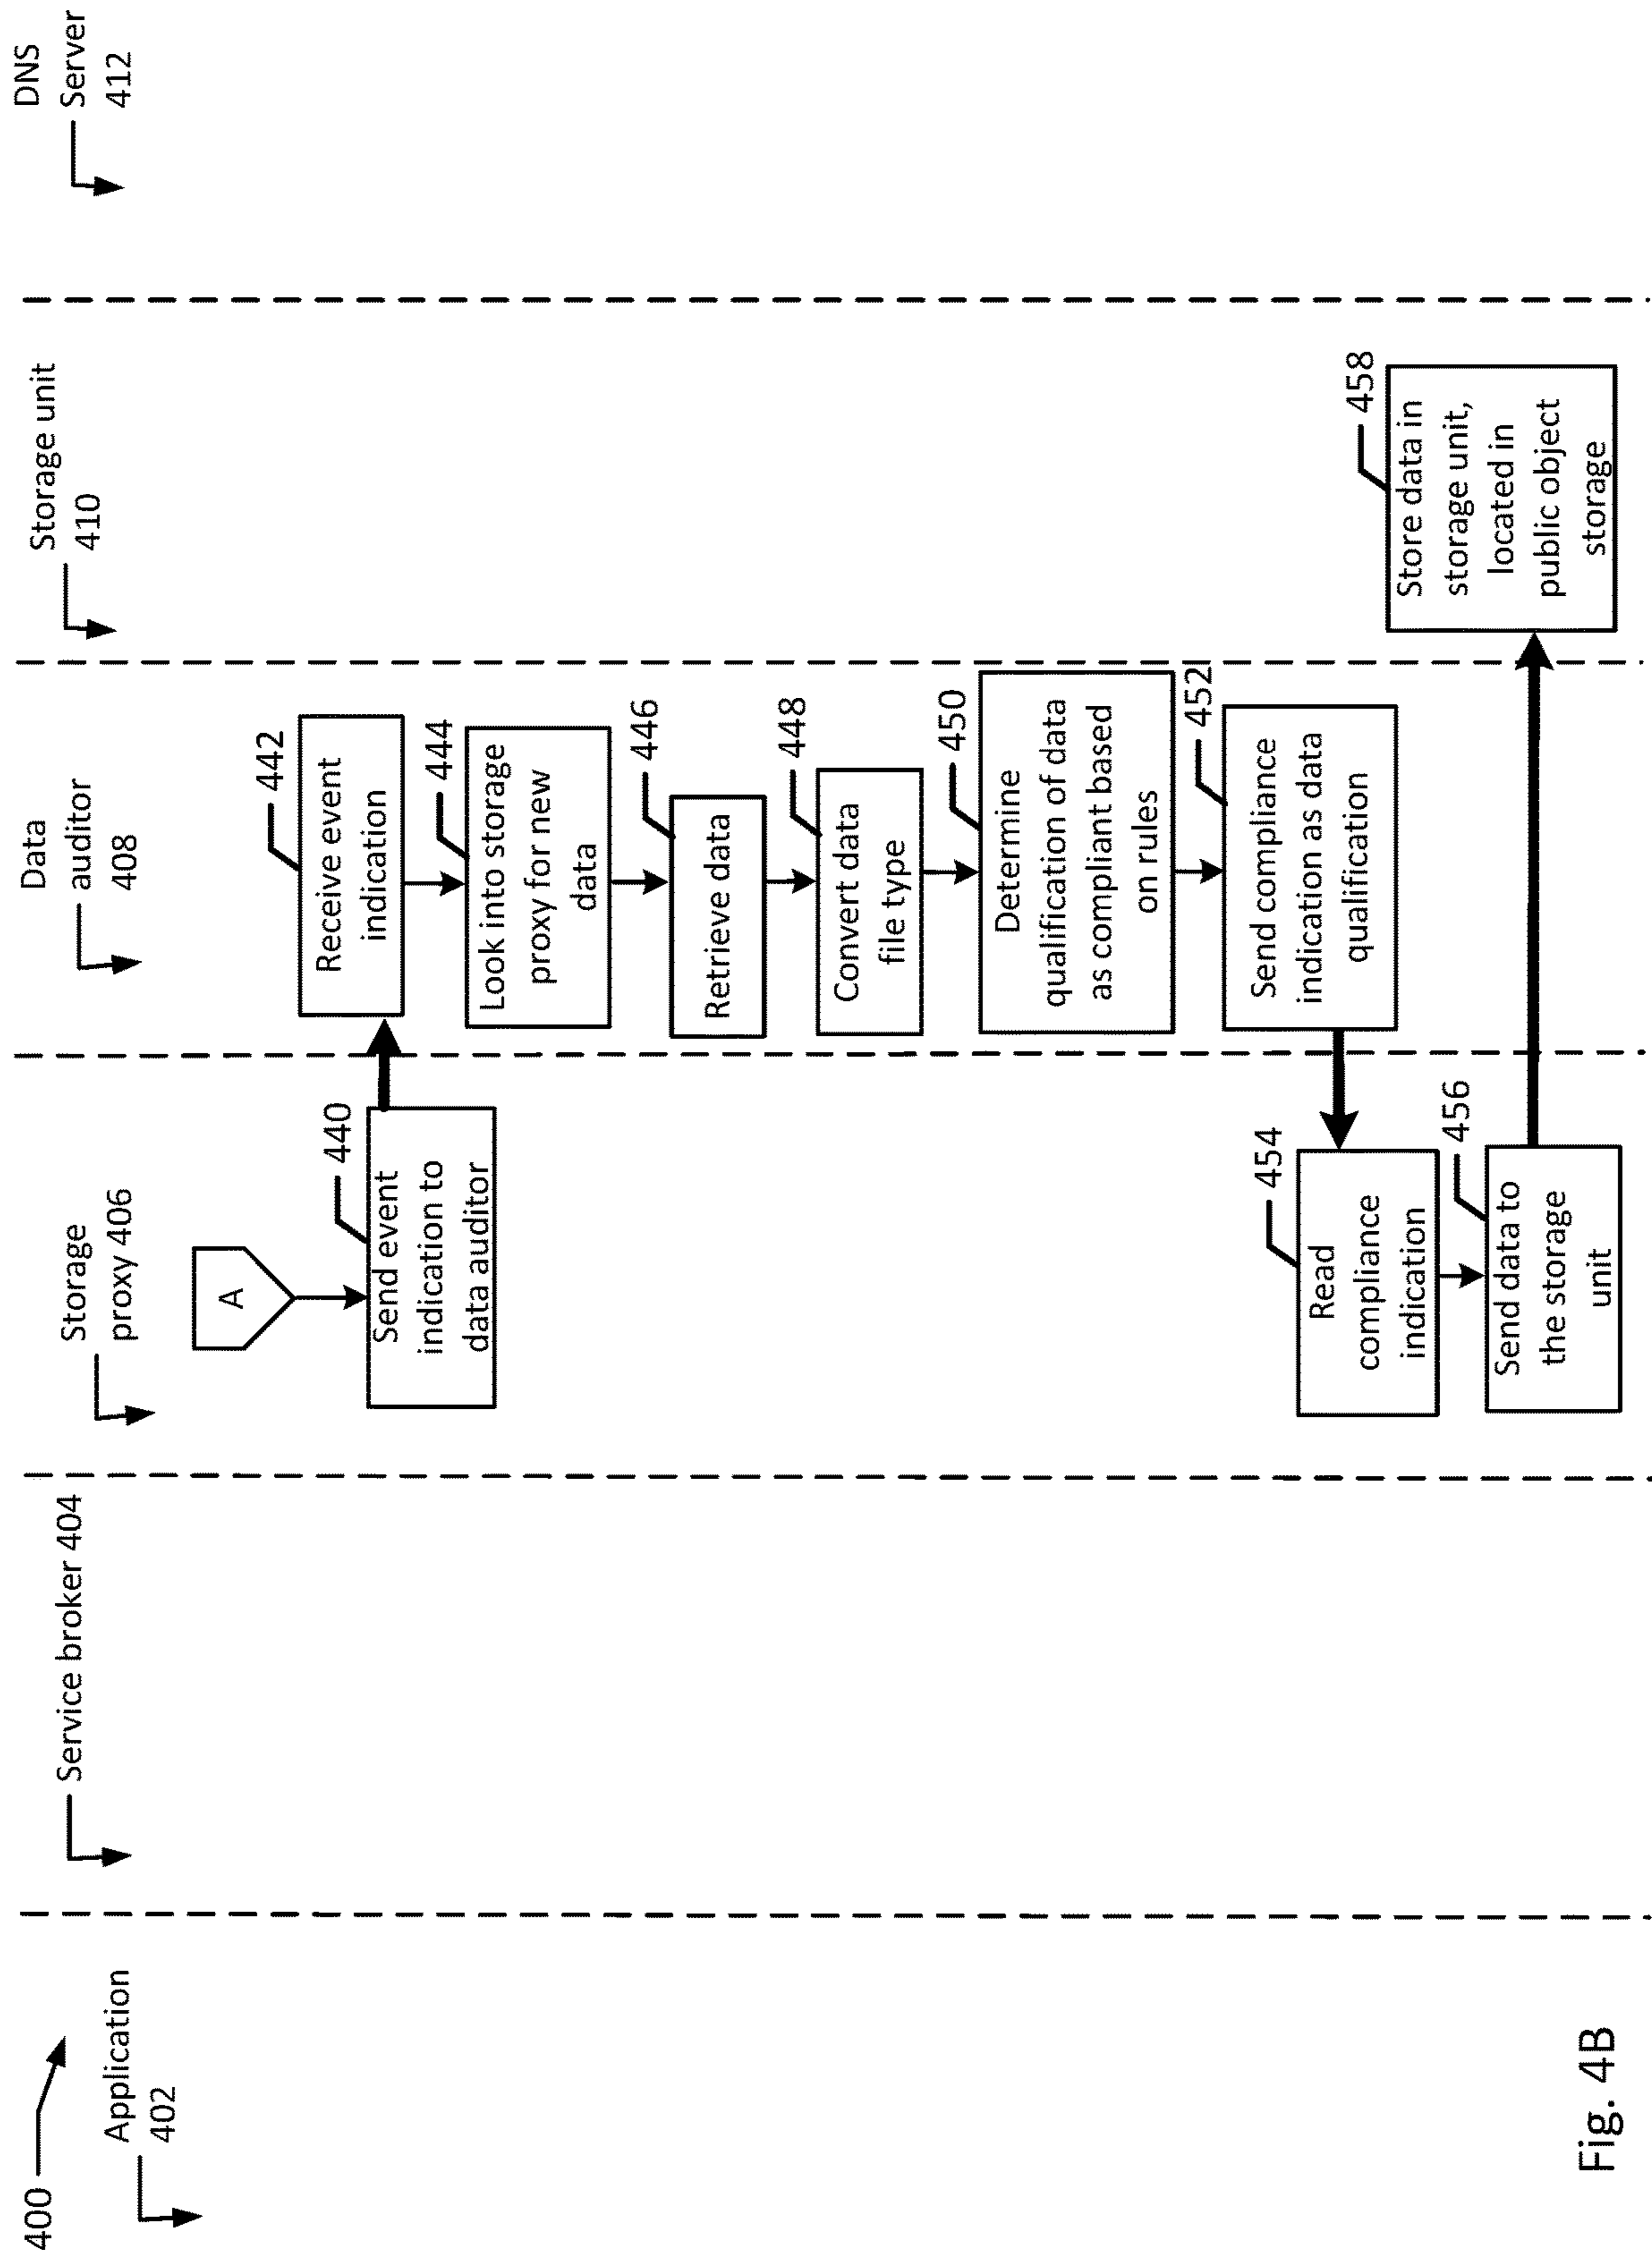 400
Application
402
Service broker 404
Storage
proxy 406
Data
auditor
408
Storage unit
410
DNS
Server
412
A
440
Send event
indication to
data auditor
442
Receive event
indication
444
Look into storage
proxy for new
data
446
Retrieve data
448
Convert data
file type
450
Determine
qualification of data
as compliant based
on rules
452
Send compliance
indication as data
qualification
454
Read
compliance
indication
456
Send data to
the storage
unit
458
Store data in
storage unit,
located in
public object
storage
Fig. 4B